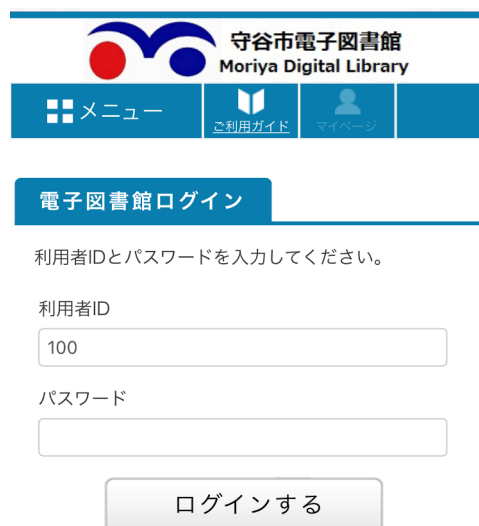 守谷市電子図書館
Moriya Digital Library
メニュー
ご利用ガイド
マイページ
電子図書館ログイン
利用者IDとパスワードを入力してください。
利用者ID
100
パスワード
ログインする